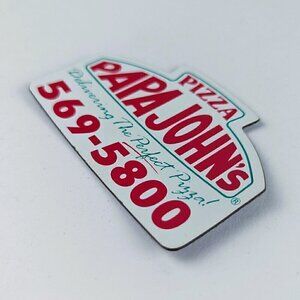 PIZZA
PAPA JOHN'S®
Delivering The Perfect Pizza!
569-5800